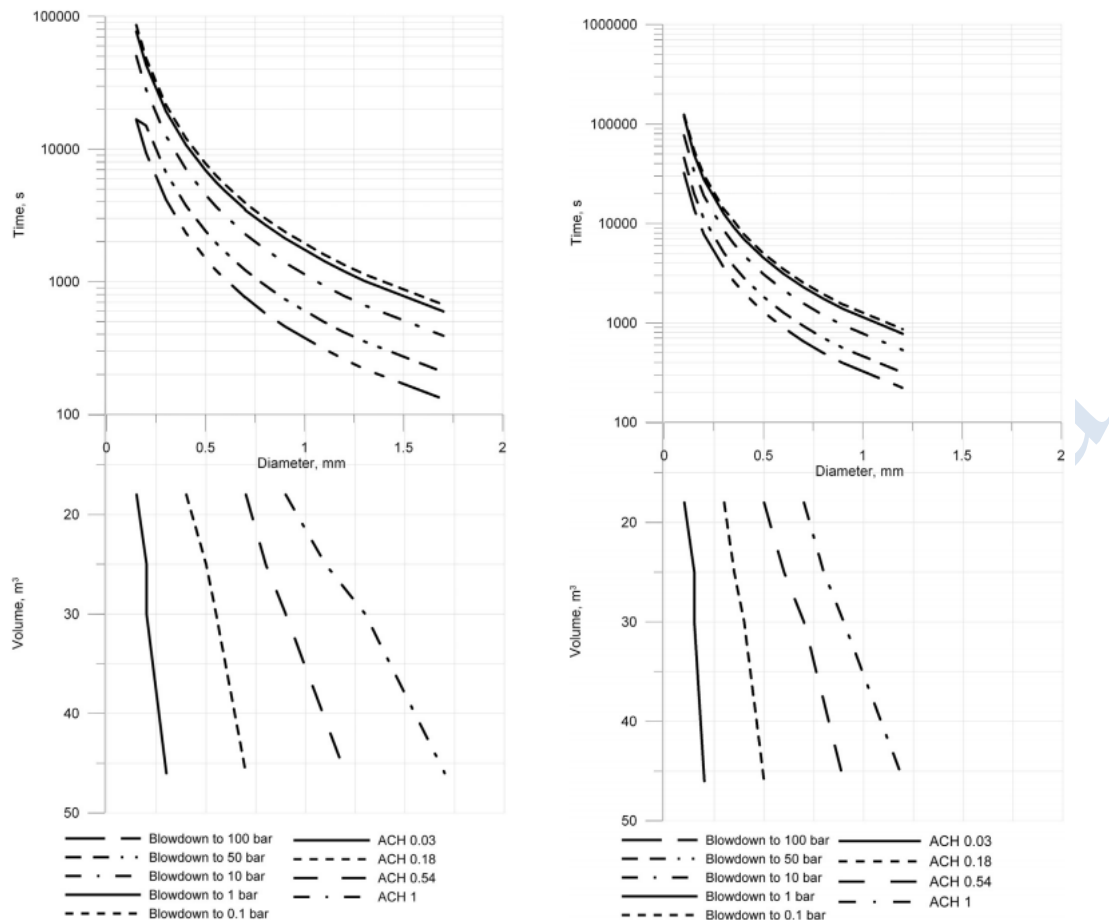 100000
10000
1000
100
Time, s
0
0.5
1
1.5
2
Diameter, mm
20
30
40
50
Volume, m³
Blowdown to 100 bar
Blowdown to 50 bar
Blowdown to 10 bar
Blowdown to 1 bar
Blowdown to 0.1 bar
ACH 0.03
ACH 0.18
ACH 0.54
ACH 1
1000000
100000
10000
1000
100
Time, s
0
0.5
1
1.5
2
Diameter, mm
20
30
40
50
Volume, m³
Blowdown to 100 bar
Blowdown to 50 bar
Blowdown to 10 bar
Blowdown to 1 bar
Blowdown to 0.1 bar
ACH 0.03
ACH 0.18
ACH 0.54
ACH 1